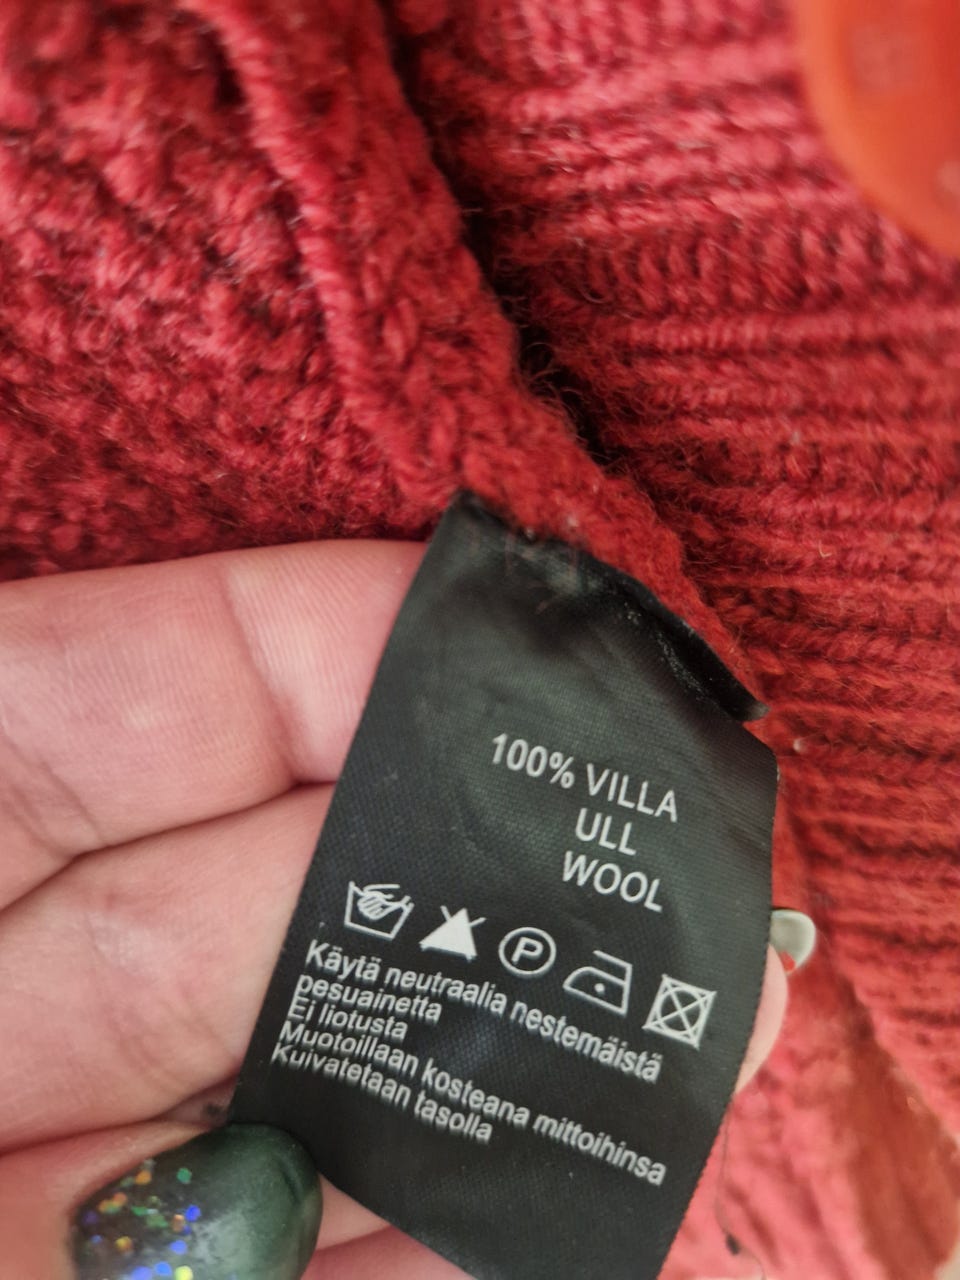 100% VILLA
ULL
WOOL
P
Käytä neutraalia nestemäistä
pesuainetta
Ei liotusta
Muotoillaan kosteana mittoihinsa
Kuivatetaan tasolla